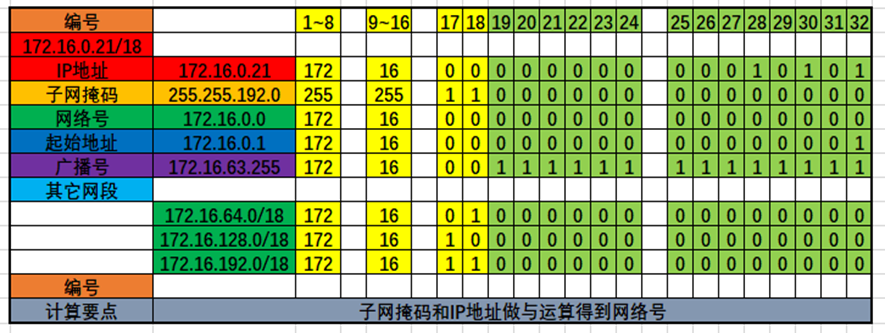 编号 1~8 9~16 17 18 19 20 21 22 23 24 25 26 27 28 29 30 31 32
172.16.0.21/18
IP地址 172.16.0.21 172 16 0 0 0 0 0 0 0 0 0 0 0 1 0 1 0 1
子网掩码 255.255.192.0 255 255 1 1 0 0 0 0 0 0 0 0 0 0 0 0 0 0
网络号 172.16.0.0 172 16 0 0 0 0 0 0 0 0 0 0 0 0 0 0 0 0
起始地址 172.16.0.1 172 16 0 0 0 0 0 0 0 0 0 0 0 0 0 0 0 1
广播号 172.16.63.255 172 16 0 0 1 1 1 1 1 1 1 1 1 1 1 1 1 1
其它网段
172.16.64.0/18 172 16 0 1 0 0 0 0 0 0 0 0 0 0 0 0 0 0
172.16.128.0/18 172 16 1 0 0 0 0 0 0 0 0 0 0 0 0 0 0 0
172.16.192.0/18 172 16 1 1 0 0 0 0 0 0 0 0 0 0 0 0 0 0
编号
计算要点 子网掩码和IP地址做与运算得到网络号